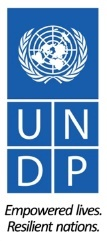 U N
D P
Empowered lives.
Resilient nations.